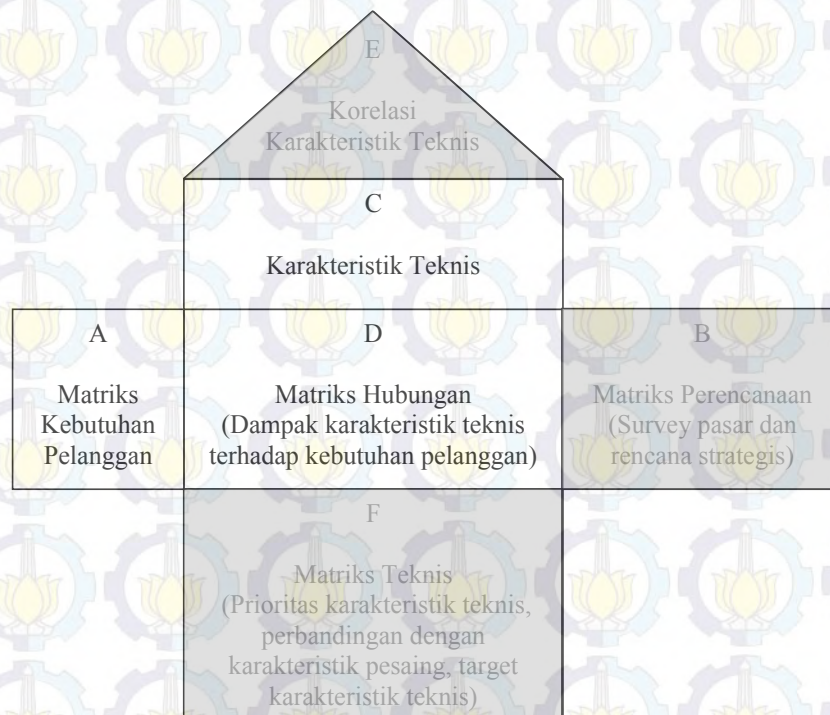 E
Korelasi
Karakteristik Teknis
C
Karakteristik Teknis
A
Matriks
Kebutuhan
Pelanggan
D
Matriks Hubungan
(Dampak karakteristik teknis
terhadap kebutuhan pelanggan)
B
Matriks Perencanaan
(Survey pasar dan
rencana strategis)
F
Matriks Teknis
(Prioritas karakteristik teknis,
perbandingan dengan
karakteristik pesaing, target
karakteristik teknis)